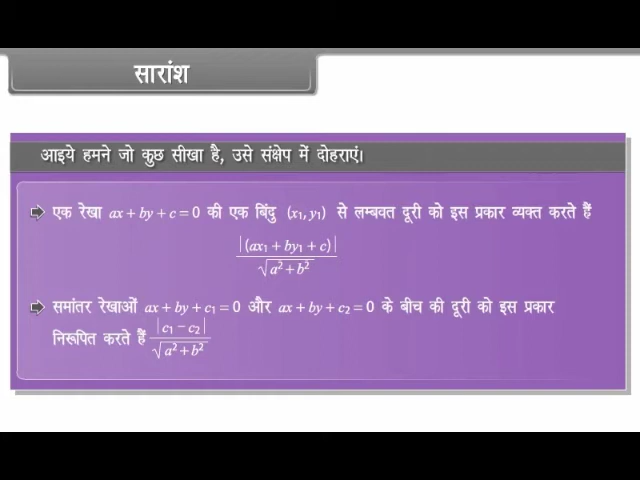 सारांश
आइये हमने जो कुछ सीखा है, उसे संक्षेप में दोहराएं।
एक रेखा ax + by + c = 0 की एक बिंदु (x₁, y₁) से लम्बवत दूरी को इस प्रकार व्यक्त करते हैं
|(ax₁ + by₁ + c)|
√a² + b²
समांतर रेखाओं ax + by + c₁ = 0 और ax + by + c₂ = 0 के बीच की दूरी को इस प्रकार
निरूपित करते हैं |c₁ − c₂| / √a² + b²